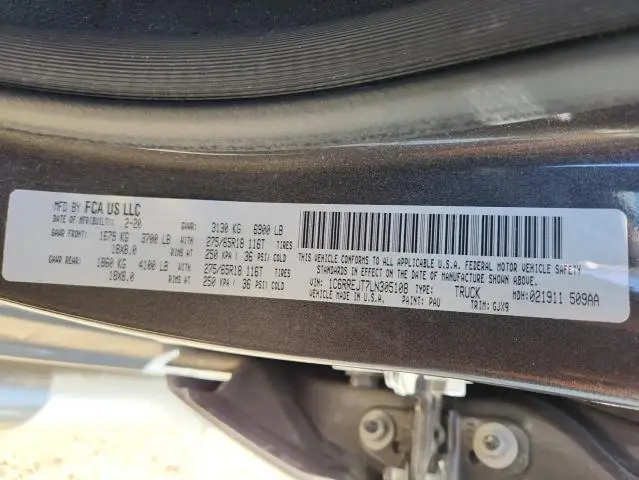 MFD BY FCA US LLC
DATE OF MFD(BUILT): 2-20 GVWR: 3130 KG 6900 LB
GAWR FRONT: 1678 KG 3700 LB WITH 275/65R18 116T TIRES
18X8.0 RIMS AT 250 KPA / 36 PSI COLD
GAWR REAR: 1860 KG 4100 LB WITH 275/65R18 116T TIRES
18X8.0 RIMS AT 250 KPA / 36 PSI COLD
THIS VEHICLE CONFORMS TO ALL APPLICABLE U.S.A. FEDERAL MOTOR VEHICLE SAFETY
STANDARDS IN EFFECT ON THE DATE OF MANUFACTURE SHOWN ABOVE.
VIN: 1C6RREJT7LN305108 TYPE: TRUCK MDH:021911 509AA
VEHICLE MADE IN U.S.A. PAINT: PAU TRIM: GJX9